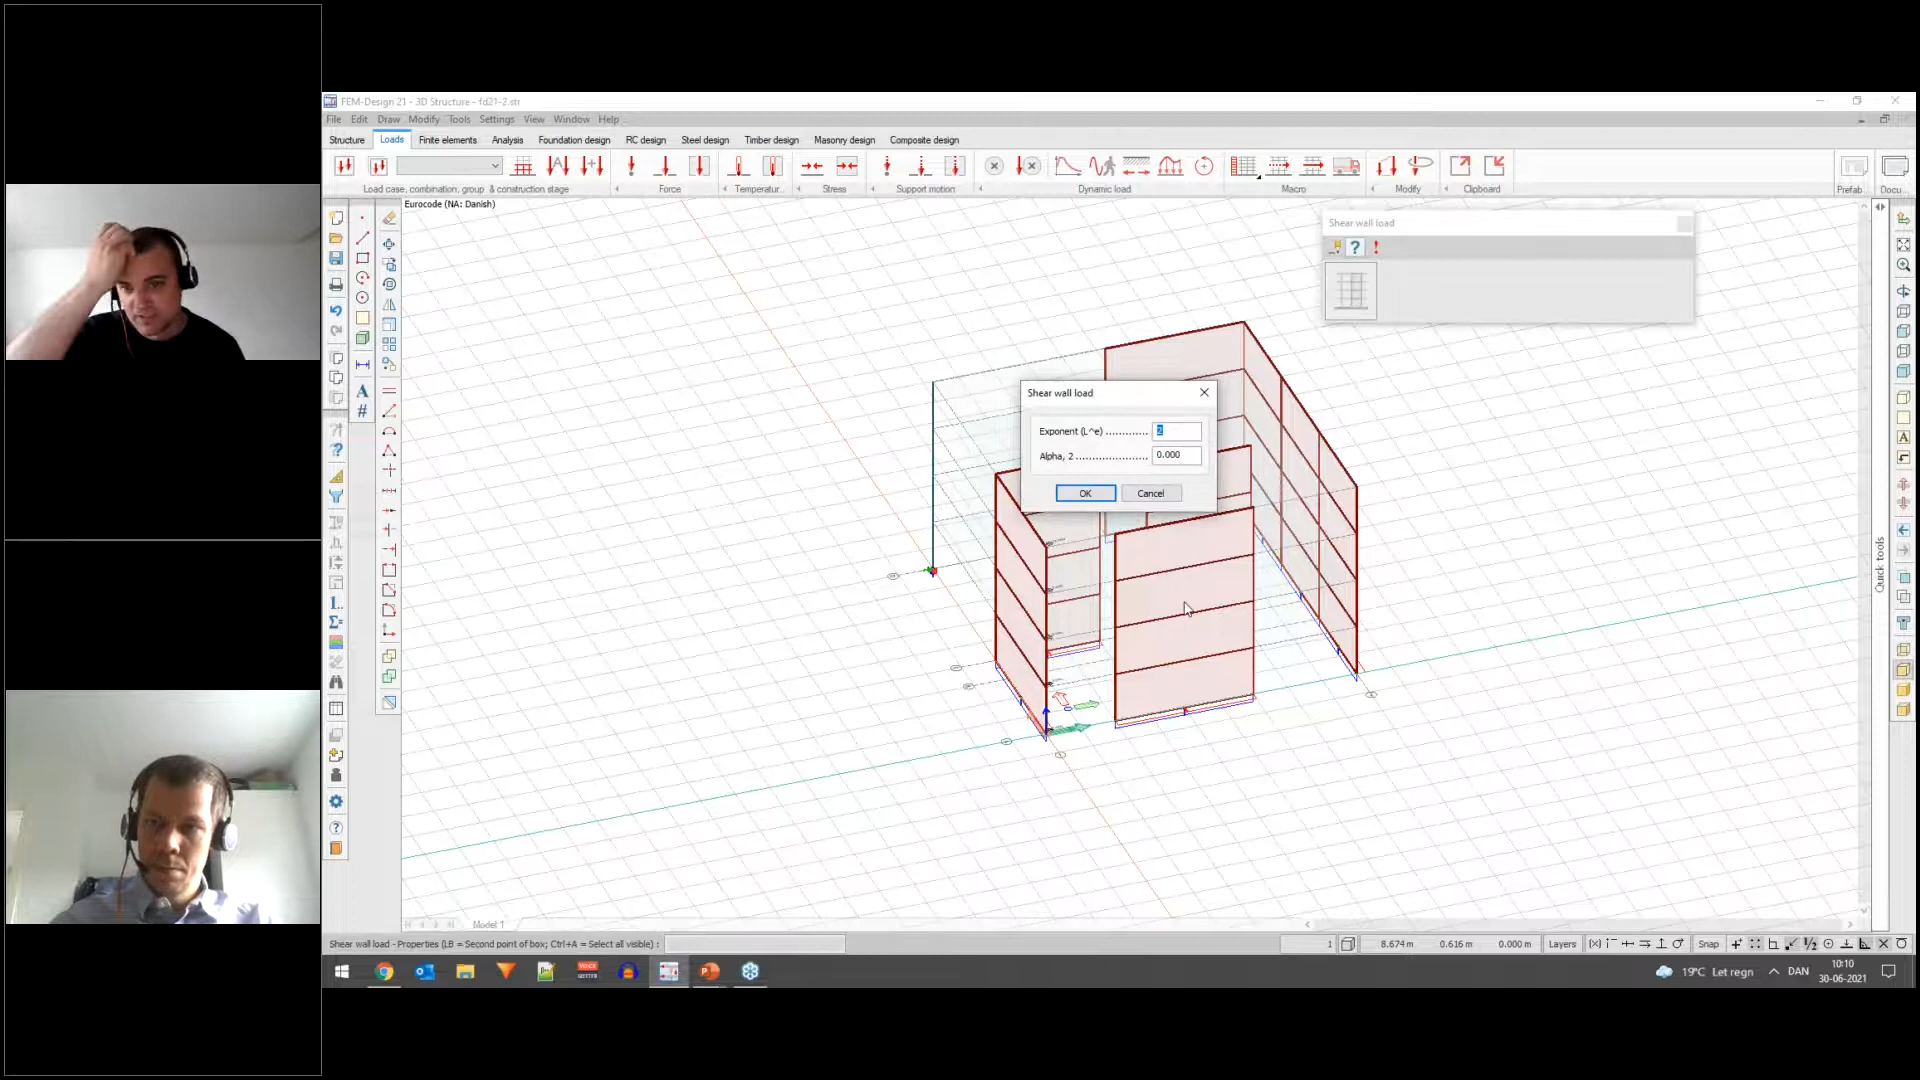 FEM-Design 21 - 3D Structure - fd21-2.str
File Edit Draw Modify Tools Settings View Window Help
Structure Loads Finite elements Analysis Foundation design RC design Steel design Timber design Masonry design Composite design
Load case, combination, group & construction stage Force Temperatur... Stress Support motion Dynamic load Macro Modify Clipboard Prefab... Docu...
Eurocode (NA: Danish)
Shear wall load
Shear wall load
Exponent (L^e) ............. 2
Alpha, 2 ...................... 0.000
OK Cancel
Quick tools
Model 1
Shear wall load - Properties (LB = Second point of box; Ctrl+A = Select all visible) :
1 8.674 m 0.616 m 0.000 m Layers Snap
19°C Let regn DAN
10:10
30-06-2021